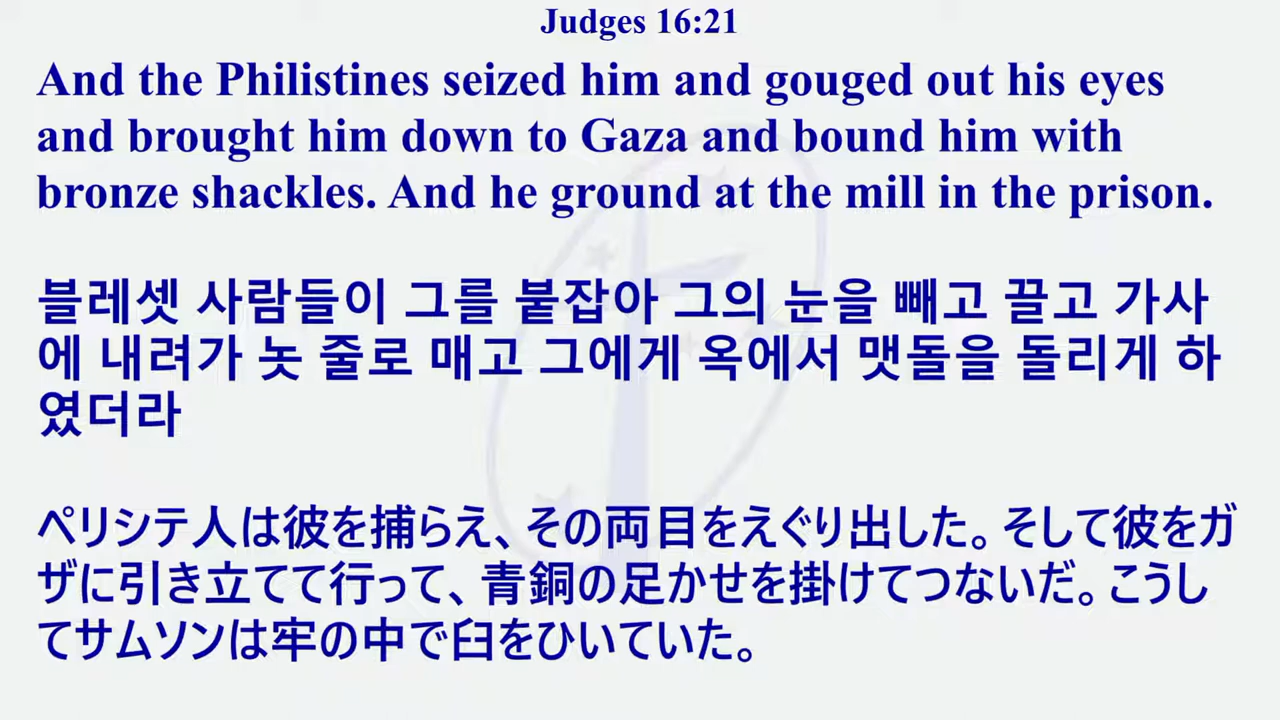 Judges 16:21
And the Philistines seized him and gouged out his eyes
and brought him down to Gaza and bound him with
bronze shackles. And he ground at the mill in the prison.
블레셋 사람들이 그를 붙잡아 그의 눈을 빼고 끌고 가사
에 내려가 놋 줄로 매고 그에게 옥에서 맷돌을 돌리게 하
였더라
ペリシテ人は彼を捕らえ、その両目をえぐり出した。そして彼をガ
ザに引き立てて行って、青銅の足かせを掛けてつないだ。こうし
てサムソンは牢の中で臼をひいていた。